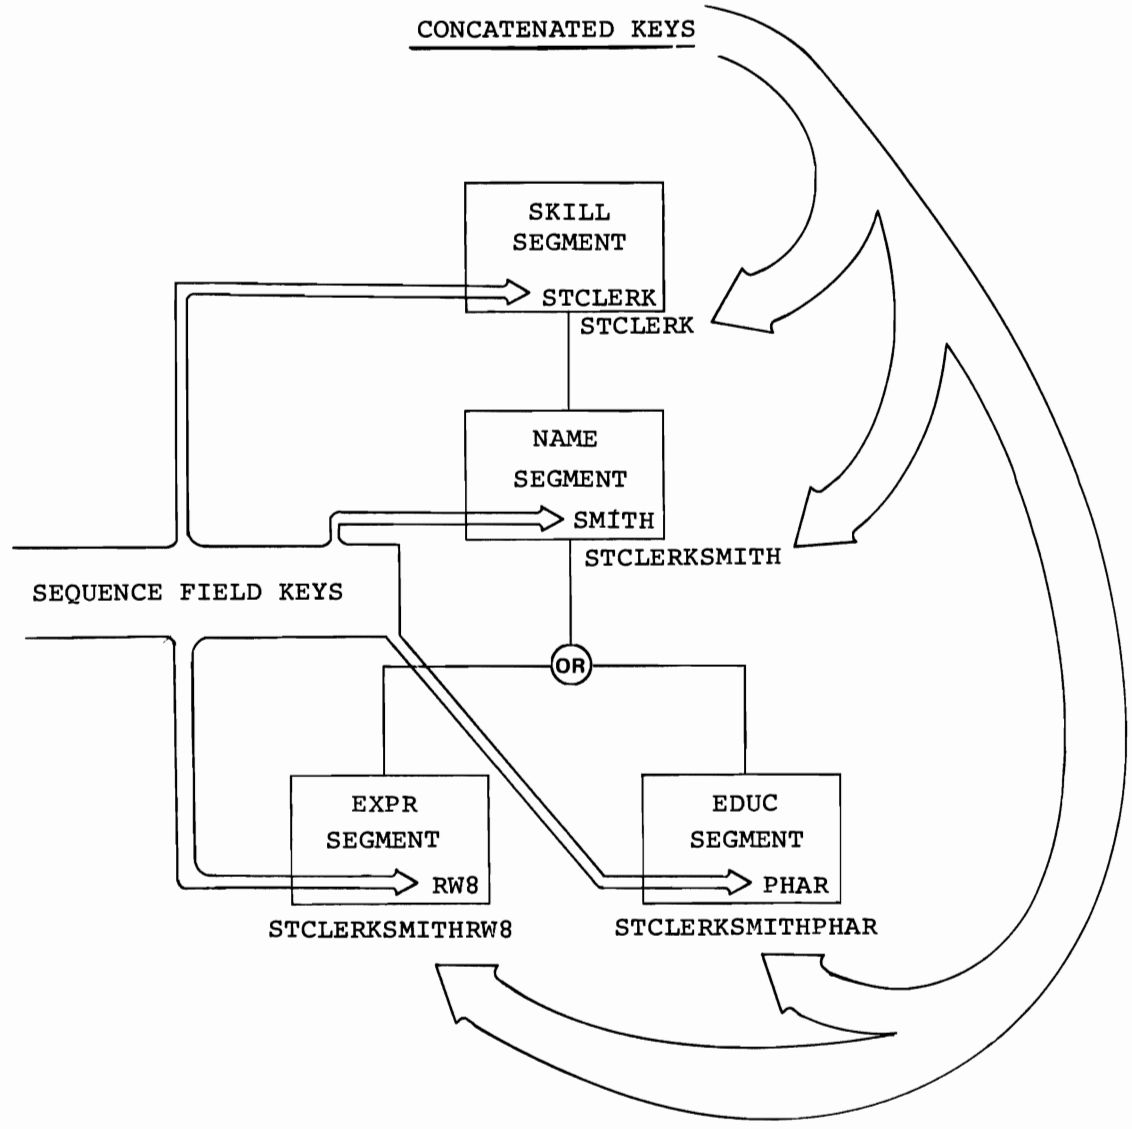 CONCATENATED KEYS
SKILL
SEGMENT
STCLERK
STCLERK
NAME
SEGMENT
SMITH
STCLERKSMITH
SEQUENCE FIELD KEYS
OR
EXPR
SEGMENT
RW8
STCLERKSMITHRW8
EDUC
SEGMENT
PHAR
STCLERKSMITHPHAR